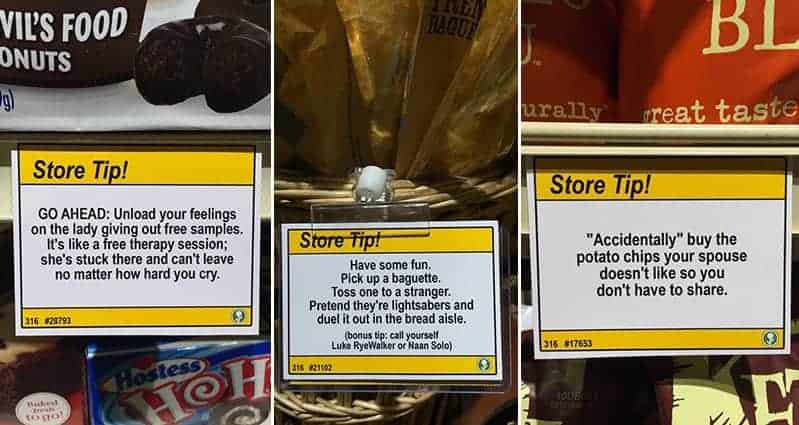 VIL'S FOOD
ONUTS
Store Tip!
GO AHEAD: Unload your feelings
on the lady giving out free samples.
It's like a free therapy session;
she's stuck there and can't leave
no matter how hard you cry.
316 #28793
Baked
fresh
to go!
Hostess
HoH
BAGUE
Store Tip!
Have some fun.
Pick up a baguette.
Toss one to a stranger.
Pretend they're lightsabers and
duel it out in the bread aisle.
(bonus tip: call yourself
Luke RyeWalker or Naan Solo)
316 #21102
BL
urally
great taste
Store Tip!
"Accidentally" buy the
potato chips your spouse
doesn't like so you
don't have to share.
316 #17653